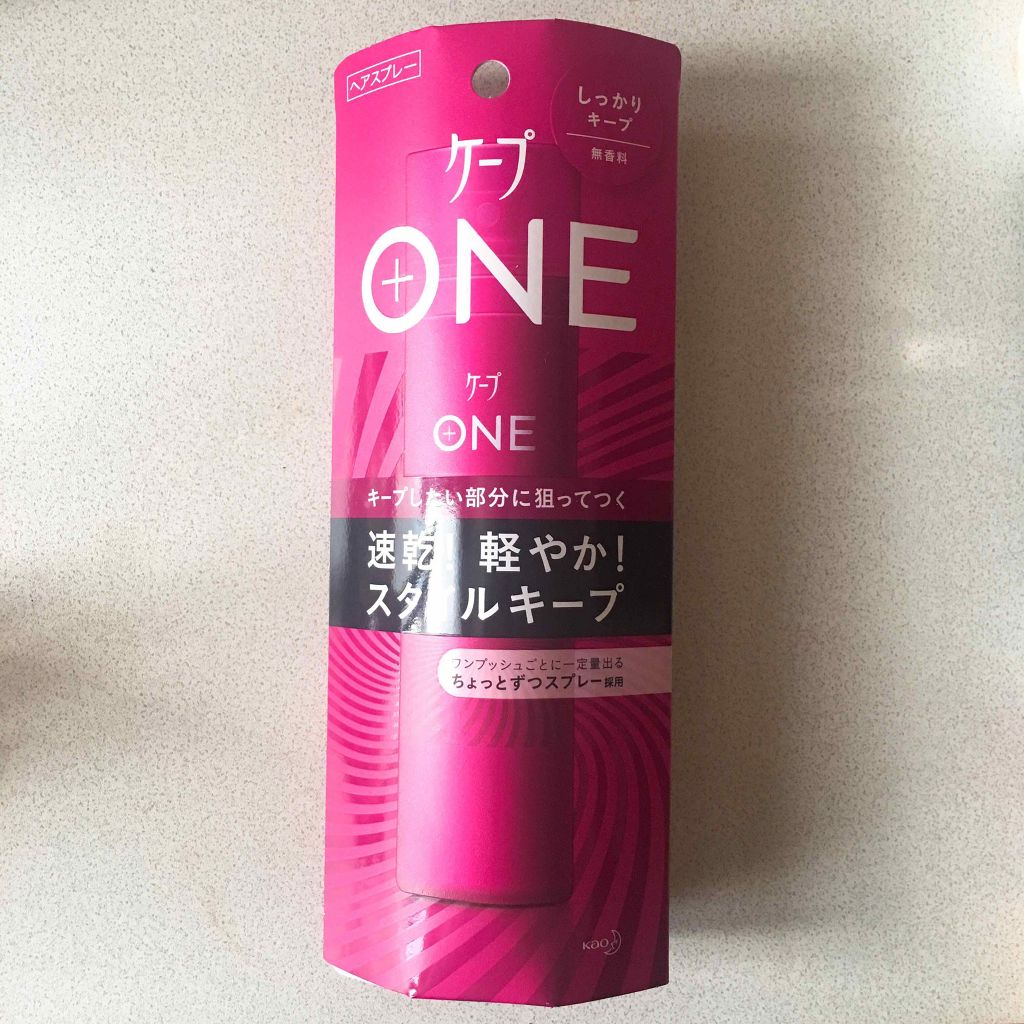 ヘアスプレー
しっかり
キープ
無香料
ケープ
ONE
ケープ
ONE
キープしたい部分に狙ってつく
速乾! 軽やか!
スタイルキープ
ワンプッシュごとに一定量出る
ちょっとずつスプレー採用
Kao